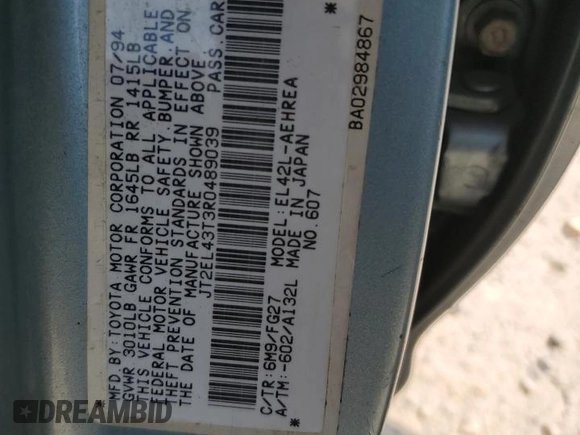 MFD. BY: TOYOTA MOTOR CORPORATION 07/94
GVWR 3010LB GAWR FR 1645LB RR 1415LB
THIS VEHICLE CONFORMS TO ALL APPLICABLE
FEDERAL MOTOR VEHICLE SAFETY, BUMPER AND
THEFT PREVENTION STANDARDS IN EFFECT ON
DATE OF MANUFACTURE SHOWN ABOVE.
JT2EL43T3R0489039 PASS. CAR
C/TR: 6M9/FG27 MODEL: EL42L-AEHREA
A/TM: -602/A132L MADE IN JAPAN
* NO. 607 *
BA02984867
DREAMBID